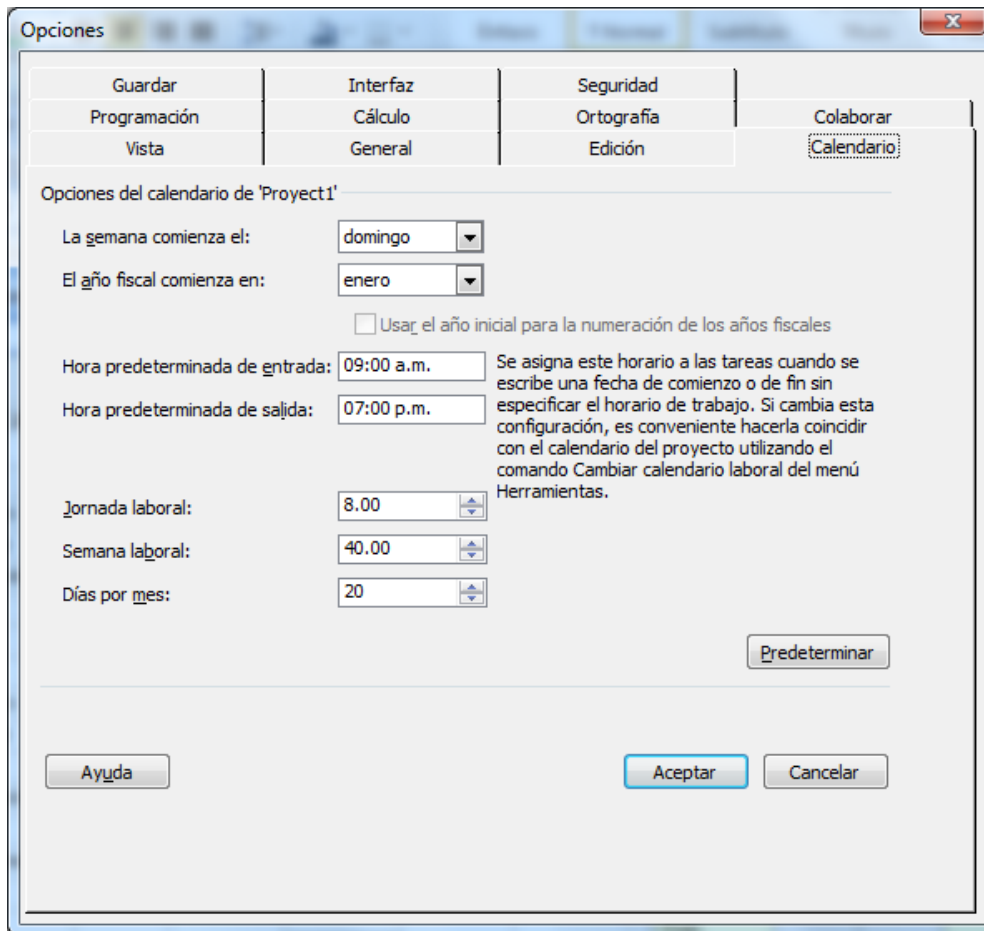 Opciones
Guardar Interfaz Seguridad
Programación Cálculo Ortografía Colaborar
Vista General Edición Calendario
Opciones del calendario de 'Proyect1'
La semana comienza el: domingo
El año fiscal comienza en: enero
Usar el año inicial para la numeración de los años fiscales
Hora predeterminada de entrada: 09:00 a.m.
Hora predeterminada de salida: 07:00 p.m.
Se asigna este horario a las tareas cuando se
escribe una fecha de comienzo o de fin sin
especificar el horario de trabajo. Si cambia esta
configuración, es conveniente hacerla coincidir
con el calendario del proyecto utilizando el
comando Cambiar calendario laboral del menú
Herramientas.
Jornada laboral: 8.00
Semana laboral: 40.00
Días por mes: 20
Predeterminar
Ayuda Aceptar Cancelar